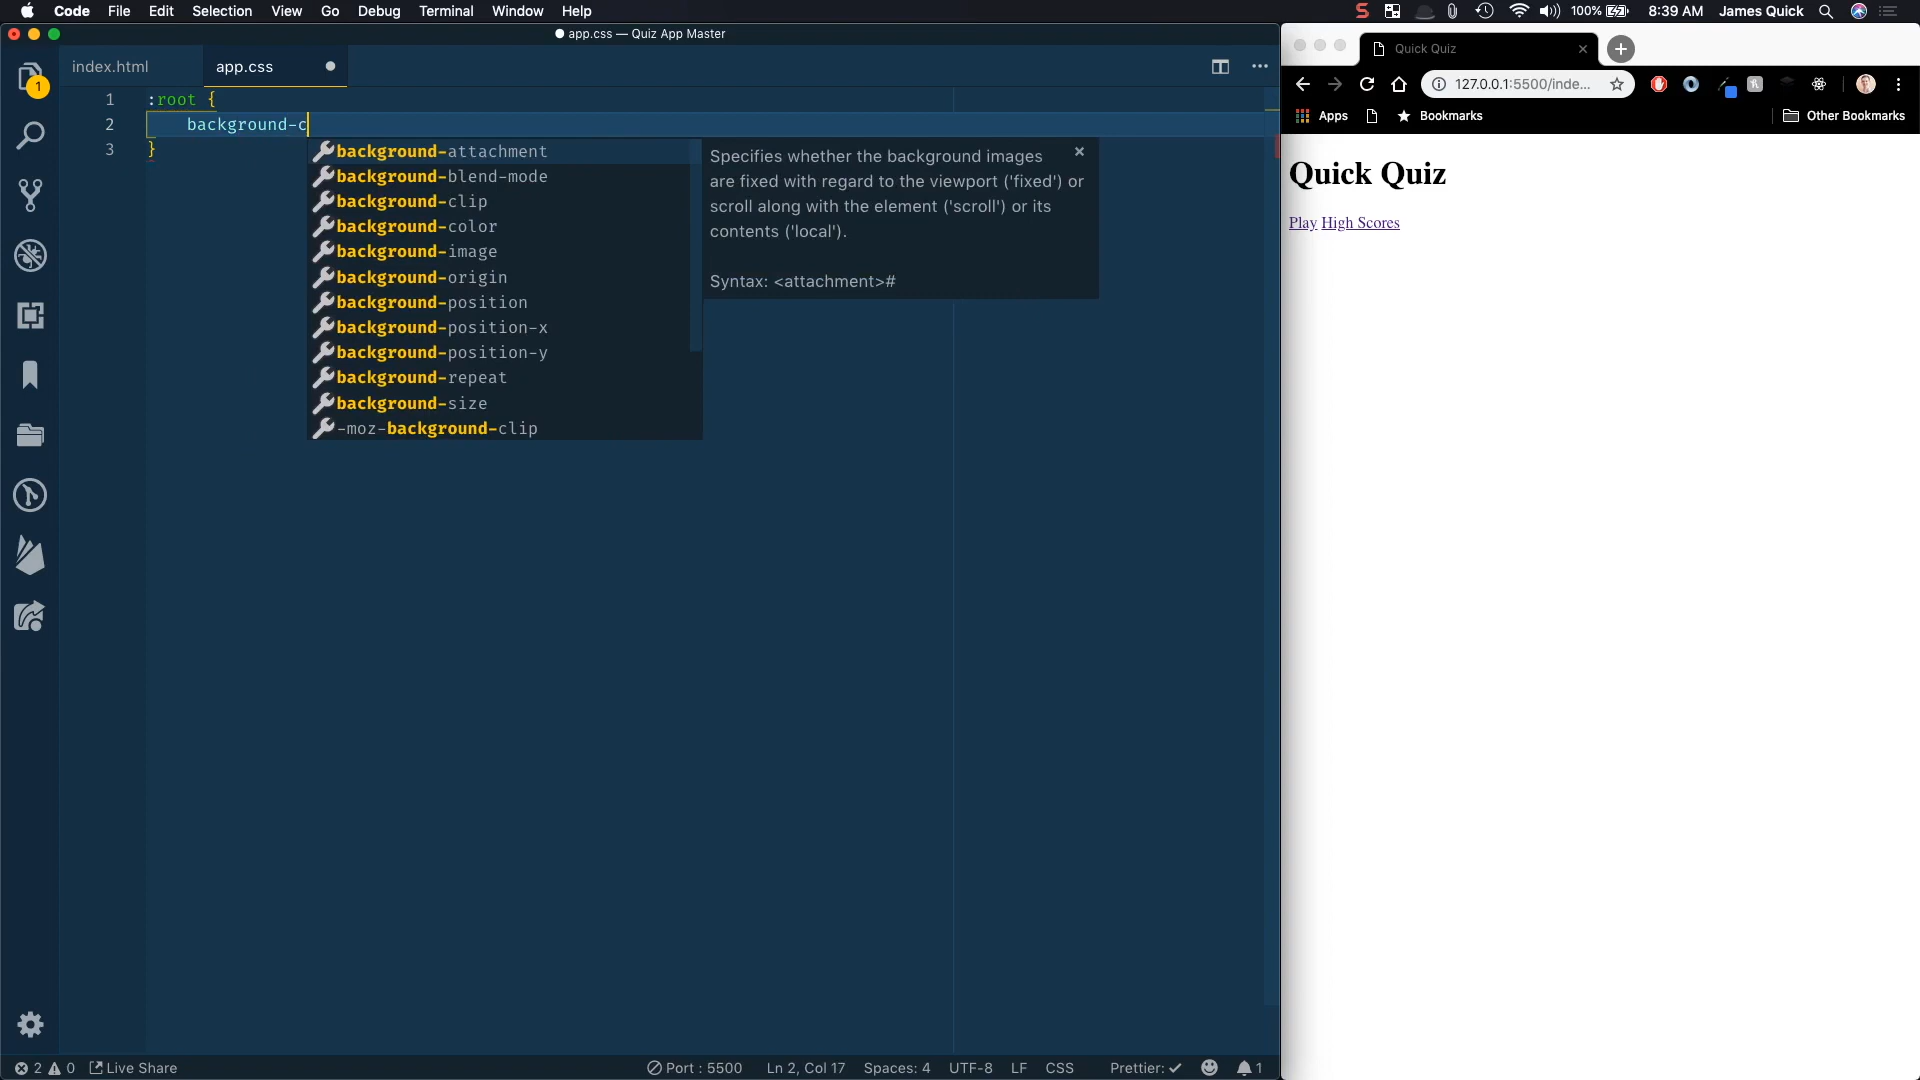 Code File Edit Selection View Go Debug Terminal Window Help 100% 8:39 AM James Quick
app.css — Quiz App Master
index.html app.css
1 :root {
2 background-c
3 }
background-attachment
background-blend-mode
background-clip
background-color
background-image
background-origin
background-position
background-position-x
background-position-y
background-repeat
background-size
-moz-background-clip
Specifies whether the background images
are fixed with regard to the viewport ('fixed') or
scroll along with the element ('scroll') or its
contents ('local').
Syntax: <attachment>#
1
2 0 Live Share Port : 5500 Ln 2, Col 17 Spaces: 4 UTF-8 LF CSS Prettier: 1
Quick Quiz
127.0.0.1:5500/inde...
Apps Bookmarks Other Bookmarks
Quick Quiz
Play High Scores